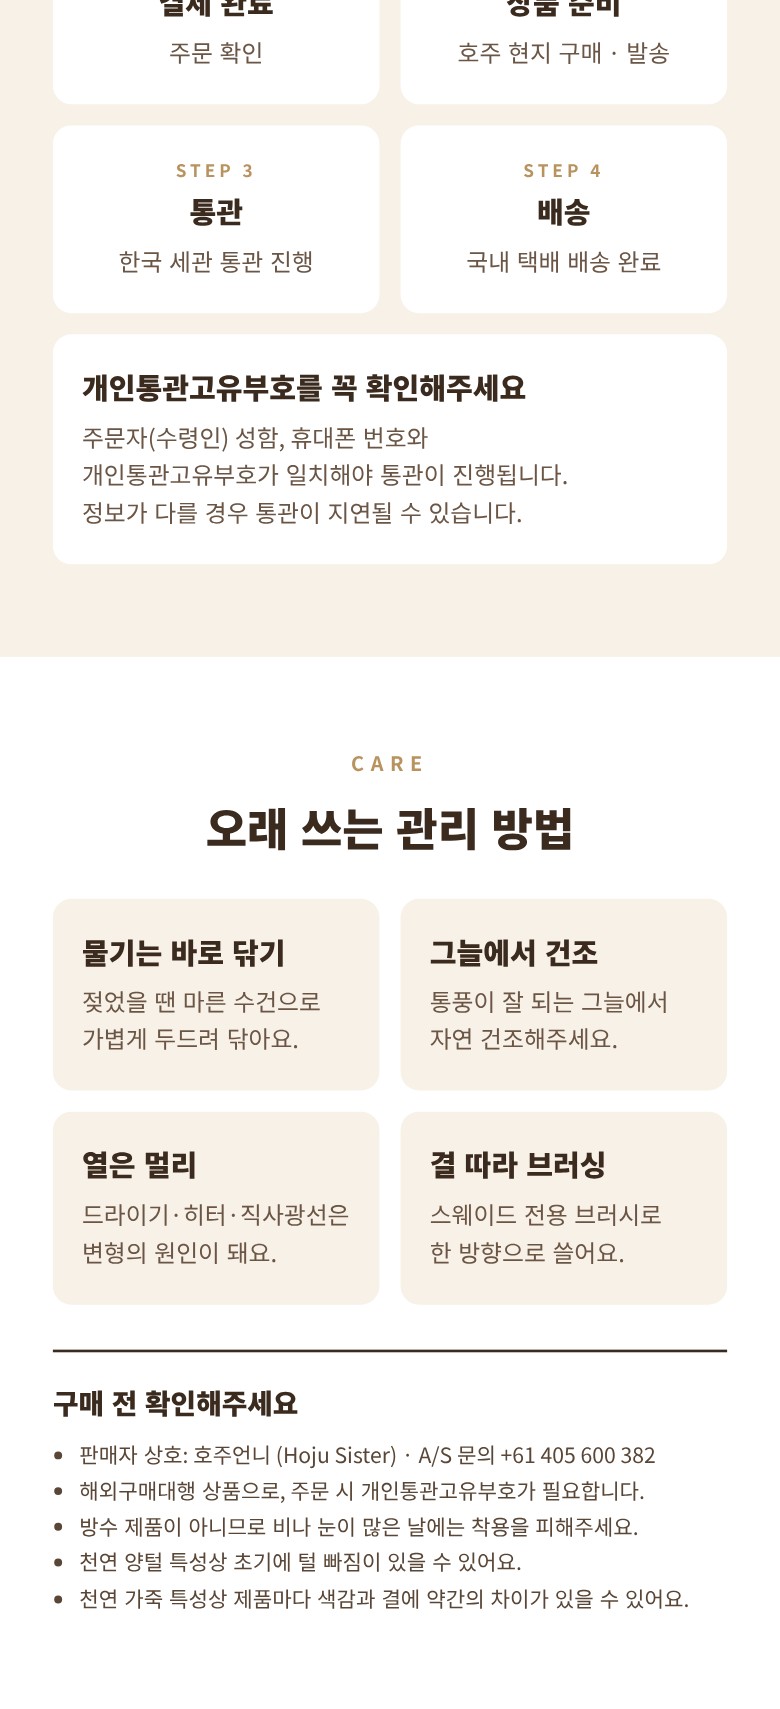 결제 완료
상품 준비
주문 확인
호주 현지 구매 · 발송
STEP 3
통관
한국 세관 통관 진행
STEP 4
배송
국내 택배 배송 완료
개인통관고유부호를 꼭 확인해주세요
주문자(수령인) 성함, 휴대폰 번호와
개인통관고유부호가 일치해야 통관이 진행됩니다.
정보가 다를 경우 통관이 지연될 수 있습니다.
CARE
오래 쓰는 관리 방법
물기는 바로 닦기
젖었을 땐 마른 수건으로
가볍게 두드려 닦아요.
그늘에서 건조
통풍이 잘 되는 그늘에서
자연 건조해주세요.
열은 멀리
드라이기·히터·직사광선은
변형의 원인이 돼요.
결 따라 브러싱
스웨이드 전용 브러시로
한 방향으로 쓸어요.
구매 전 확인해주세요
• 판매자 상호: 호주언니 (Hoju Sister) · A/S 문의 +61 405 600 382
• 해외구매대행 상품으로, 주문 시 개인통관고유부호가 필요합니다.
• 방수 제품이 아니므로 비나 눈이 많은 날에는 착용을 피해주세요.
• 천연 양털 특성상 초기에 털 빠짐이 있을 수 있어요.
• 천연 가죽 특성상 제품마다 색감과 결에 약간의 차이가 있을 수 있어요.